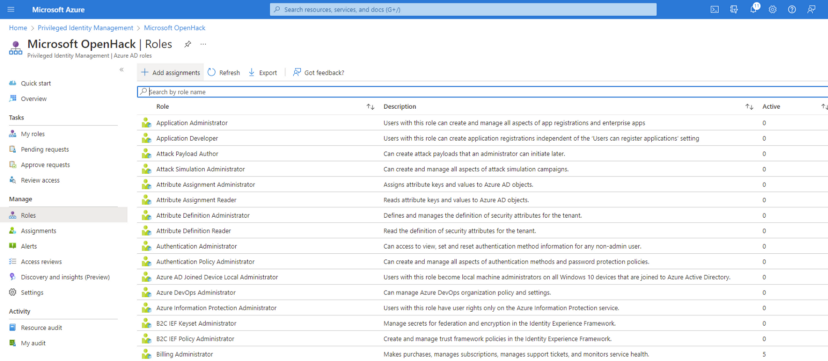 Microsoft Azure
Search resources, services, and docs (G+/)
Home > Privileged Identity Management > Microsoft OpenHack
Microsoft OpenHack | Roles
Privileged Identity Management | Azure AD roles
Quick start
Overview
Tasks
My roles
Pending requests
Approve requests
Review access
Manage
Roles
Assignments
Alerts
Access reviews
Discovery and insights (Preview)
Settings
Activity
Resource audit
My audit
Add assignments Refresh Export Got feedback?
Search by role name
Role Description Active
Application Administrator Users with this role can create and manage all aspects of app registrations and enterprise apps 0
Application Developer Users with this role can create application registrations independent of the 'Users can register applications' setting 0
Attack Payload Author Can create attack payloads that an administrator can initiate later. 0
Attack Simulation Administrator Can create and manage all aspects of attack simulation campaigns. 0
Attribute Assignment Administrator Assigns attribute keys and values to Azure AD objects. 0
Attribute Assignment Reader Reads attribute keys and values to Azure AD objects. 0
Attribute Definition Administrator Defines and manages the definition of security attributes for the tenant. 0
Attribute Definition Reader Read the definition of security attributes for the tenant. 0
Authentication Administrator Can access to view, set and reset authentication method information for any non-admin user. 0
Authentication Policy Administrator Can create and manage all aspects of authentication methods and password protection policies. 0
Azure AD Joined Device Local Administrator Users with this role become local machine administrators on all Windows 10 devices that are joined to Azure Active Directory. 0
Azure DevOps Administrator Can manage Azure DevOps organization policy and settings. 0
Azure Information Protection Administrator Users with this role have user rights only on the Azure Information Protection service. 0
B2C IEF Keyset Administrator Manage secrets for federation and encryption in the Identity Experience Framework. 0
B2C IEF Policy Administrator Create and manage trust framework policies in the Identity Experience Framework. 0
Billing Administrator Makes purchases, manages subscriptions, manages support tickets, and monitors service health. 5